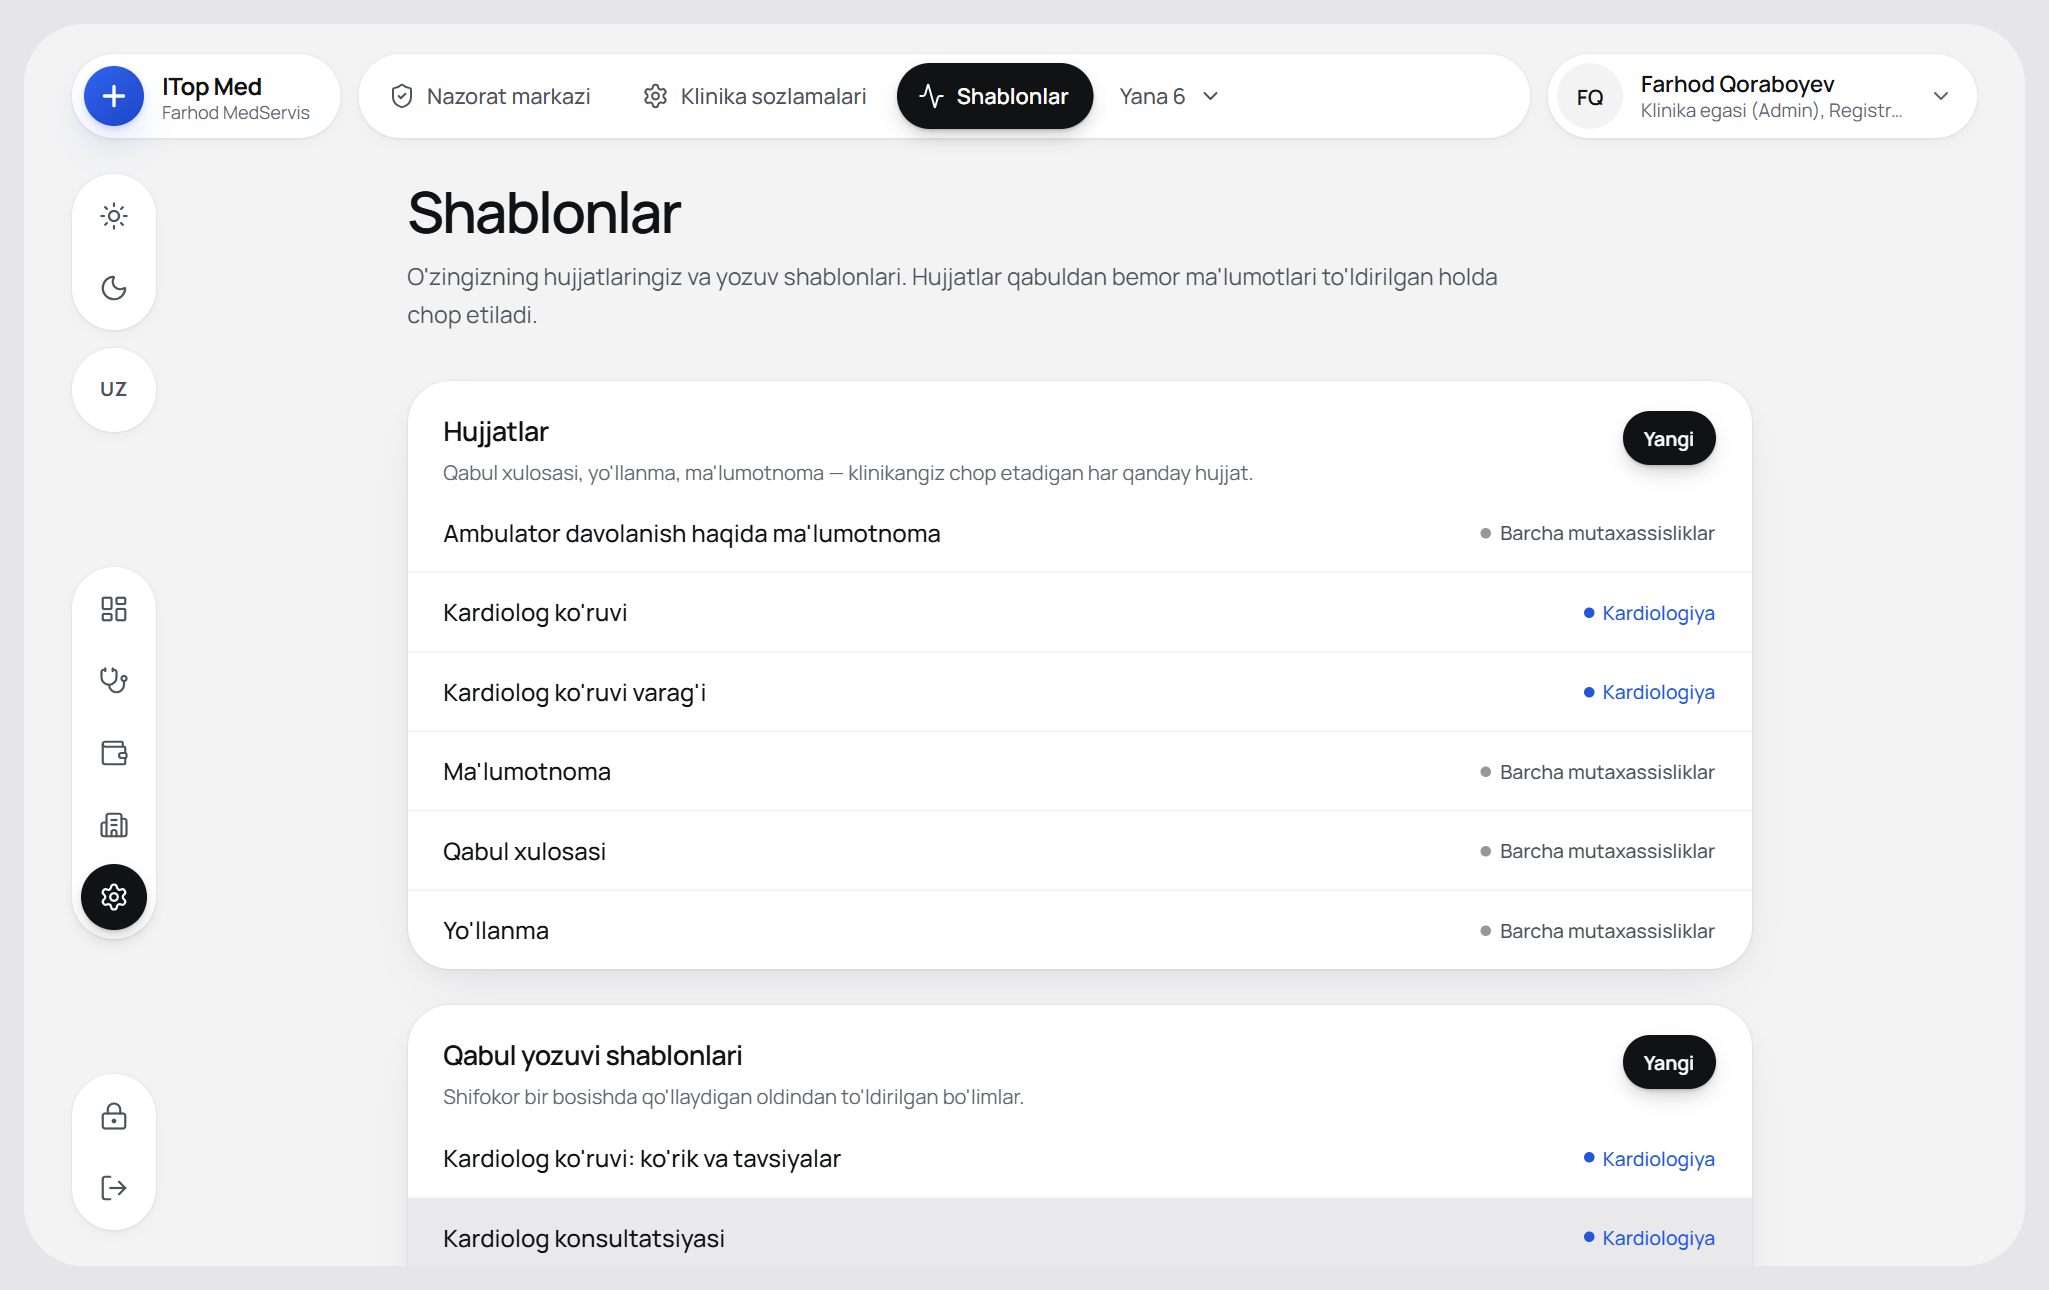 ITop Med
Farhod MedServis
Nazorat markazi
Klinika sozlamalari
Shablonlar
Yana 6
FQ
Farhod Qoraboyev
Klinika egasi (Admin), Registr...
UZ
Shablonlar
O'zingizning hujjatlaringiz va yozuv shablonlari. Hujjatlar qabuldan bemor ma'lumotlari to'ldirilgan holda
chop etiladi.
Hujjatlar
Yangi
Qabul xulosasi, yo'llanma, ma'lumotnoma — klinikangiz chop etadigan har qanday hujjat.
Ambulator davolanish haqida ma'lumotnoma
Barcha mutaxassisliklar
Kardiolog ko'ruvi
Kardiologiya
Kardiolog ko'ruvi varag'i
Kardiologiya
Ma'lumotnoma
Barcha mutaxassisliklar
Qabul xulosasi
Barcha mutaxassisliklar
Yo'llanma
Barcha mutaxassisliklar
Qabul yozuvi shablonlari
Yangi
Shifokor bir bosishda qo'llaydigan oldindan to'ldirilgan bo'limlar.
Kardiolog ko'ruvi: ko'rik va tavsiyalar
Kardiologiya
Kardiolog konsultatsiyasi
Kardiologiya